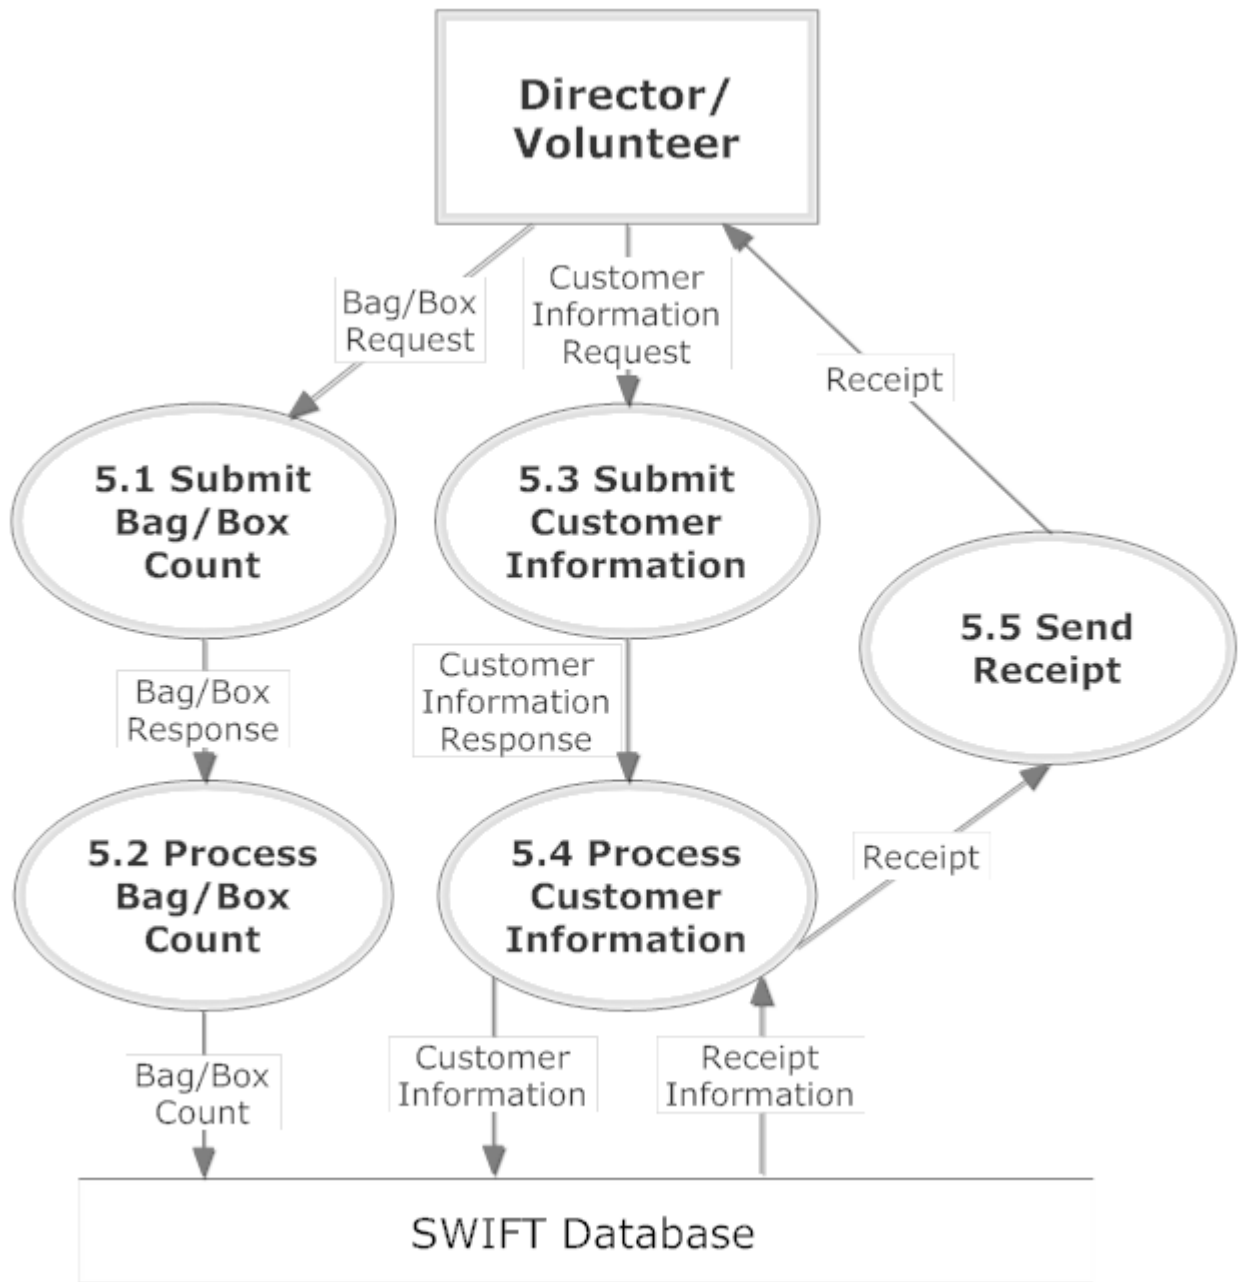 Director/
Volunteer
Bag/Box
Request
Customer
Information
Request
Receipt
5.1 Submit
Bag/Box
Count
5.3 Submit
Customer
Information
5.5 Send
Receipt
Bag/Box
Response
Customer
Information
Response
5.2 Process
Bag/Box
Count
5.4 Process
Customer
Information
Receipt
Bag/Box
Count
Customer
Information
Receipt
Information
SWIFT Database